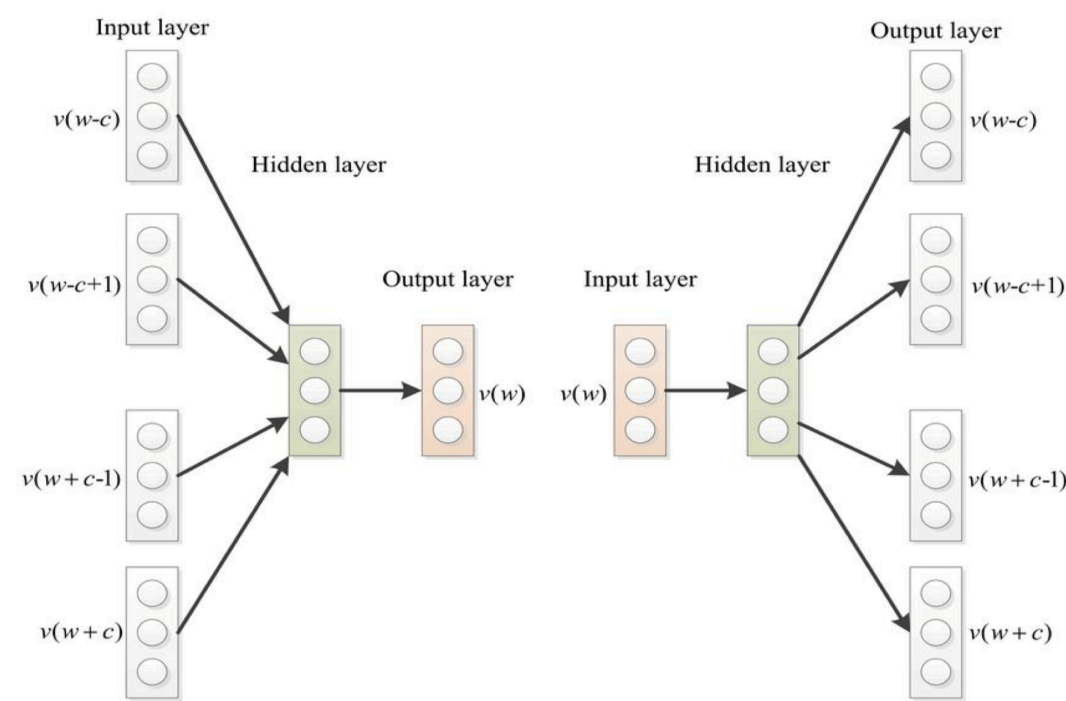 Input layer
v(w-c)
Hidden layer
v(w-c+1)
Output layer
v(w)
v(w+c-1)
v(w+c)
Output layer
v(w-c)
Hidden layer
v(w-c+1)
Input layer
v(w)
v(w+c-1)
v(w+c)